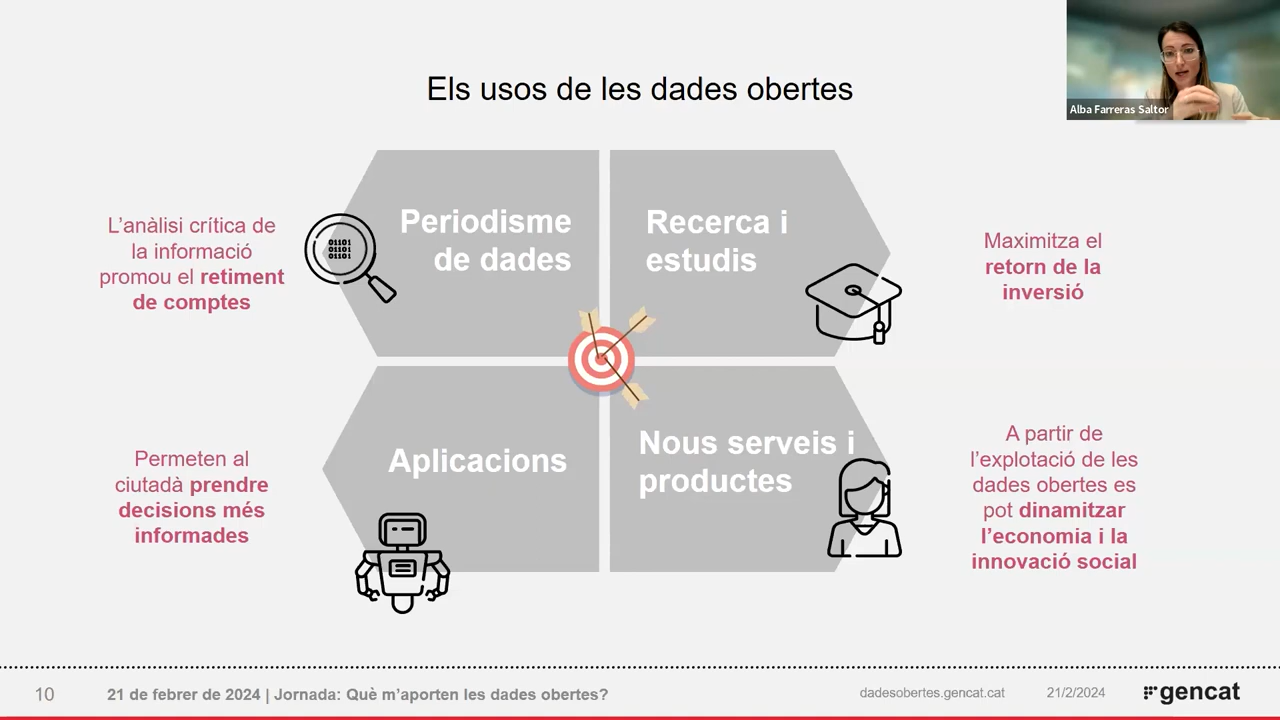 Els usos de les dades obertes
Alba Farreras Saltor
L'anàlisi crítica de
la informació
promou el retiment
de comptes
01101
01101
01101
Periodisme
de dades
Recerca i
estudis
Maximitza el
retorn de la
inversió
Permeten al
ciutadà prendre
decisions més
informades
Aplicacions
Nous serveis i
productes
A partir de
l'explotació de les
dades obertes es
pot dinamitzar
l'economia i la
innovació social
10
21 de febrer de 2024 | Jornada: Què m'aporten les dades obertes?
dadesobertes.gencat.cat
21/2/2024
gencat